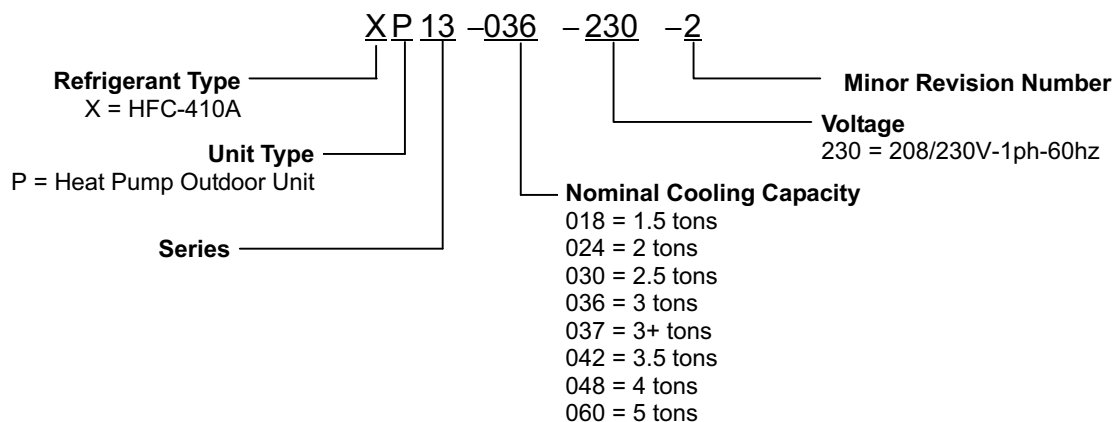 XP13 –036 –230 –2
Refrigerant Type
X = HFC-410A
Unit Type
P = Heat Pump Outdoor Unit
Series
Minor Revision Number
Voltage
230 = 208/230V-1ph-60hz
Nominal Cooling Capacity
018 = 1.5 tons
024 = 2 tons
030 = 2.5 tons
036 = 3 tons
037 = 3+ tons
042 = 3.5 tons
048 = 4 tons
060 = 5 tons